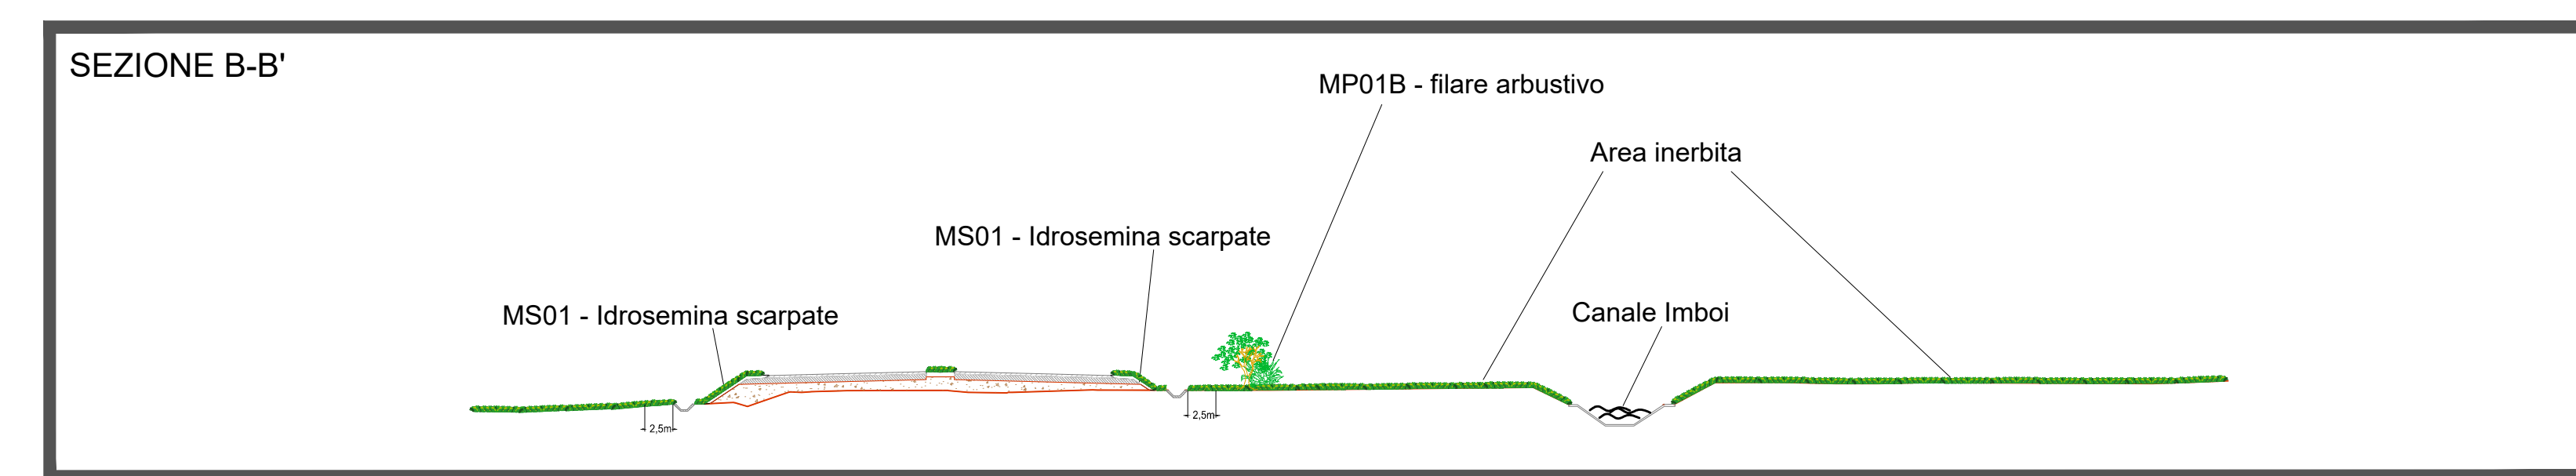 SEZIONE B-B'
MP01B - filare arbustivo
Area inerbita
MS01 - Idrosemina scarpate
MS01 - Idrosemina scarpate
Canale Imboi
2,5m
2,5m